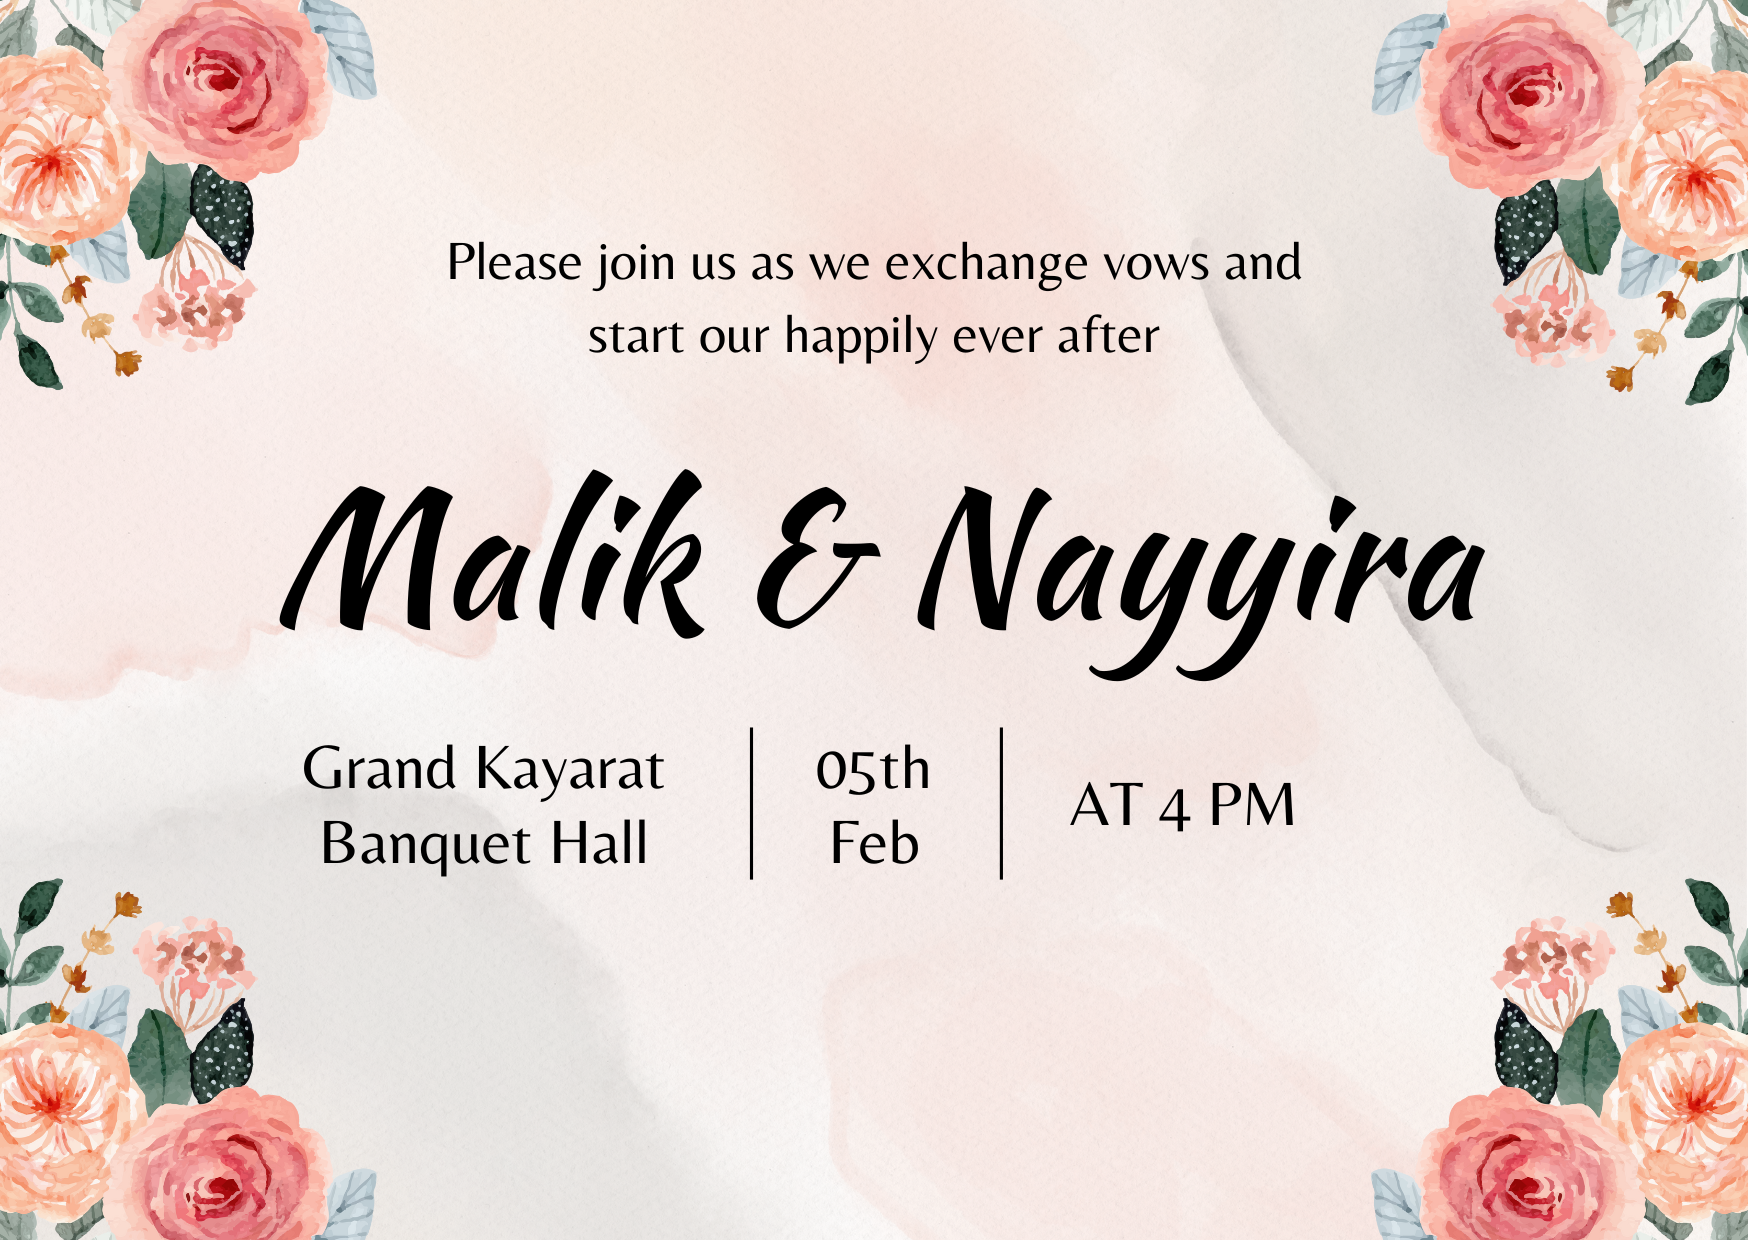 Please join us as we exchange vows and
start our happily ever after
Malik & Nayyira
Grand Kayarat
Banquet Hall
05th
Feb
AT 4 PM